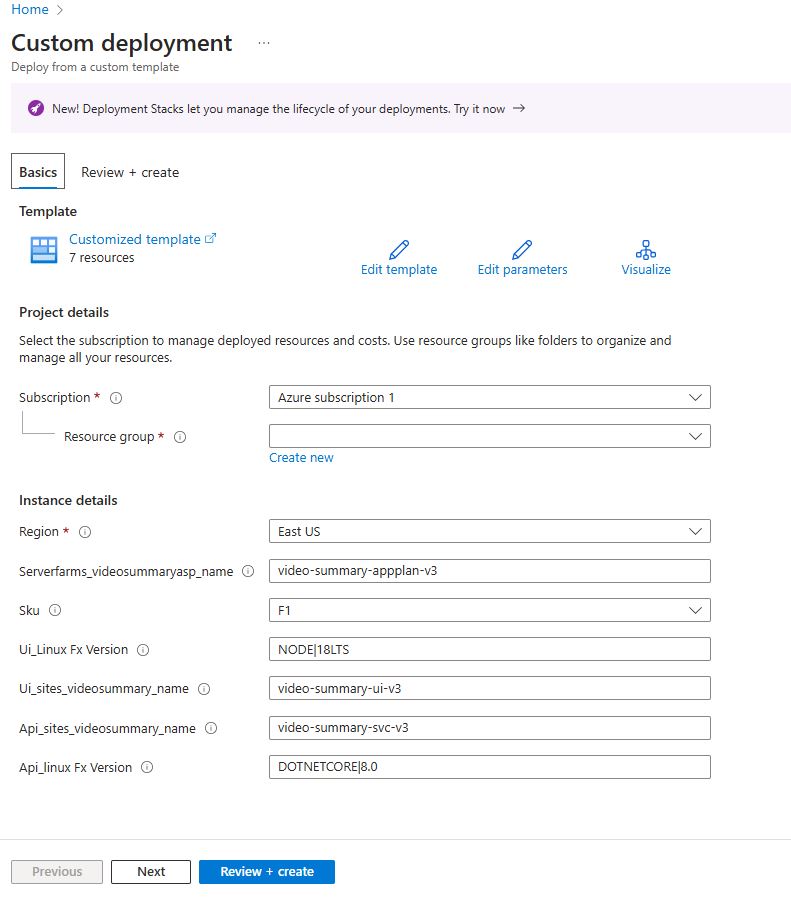 Home
Custom deployment ...
Deploy from a custom template
New! Deployment Stacks let you manage the lifecycle of your deployments. Try it now →
Basics Review + create
Template
Customized template
7 resources
Edit template Edit parameters Visualize
Project details
Select the subscription to manage deployed resources and costs. Use resource groups like folders to organize and
manage all your resources.
Subscription * Azure subscription 1
Resource group *
Create new
Instance details
Region * East US
Serverfarms_videosummaryasp_name video-summary-appplan-v3
Sku F1
Ui_Linux Fx Version NODE|18LTS
Ui_sites_videosummary_name video-summary-ui-v3
Api_sites_videosummary_name video-summary-svc-v3
Api_linux Fx Version DOTNETCORE|8.0
Previous Next Review + create